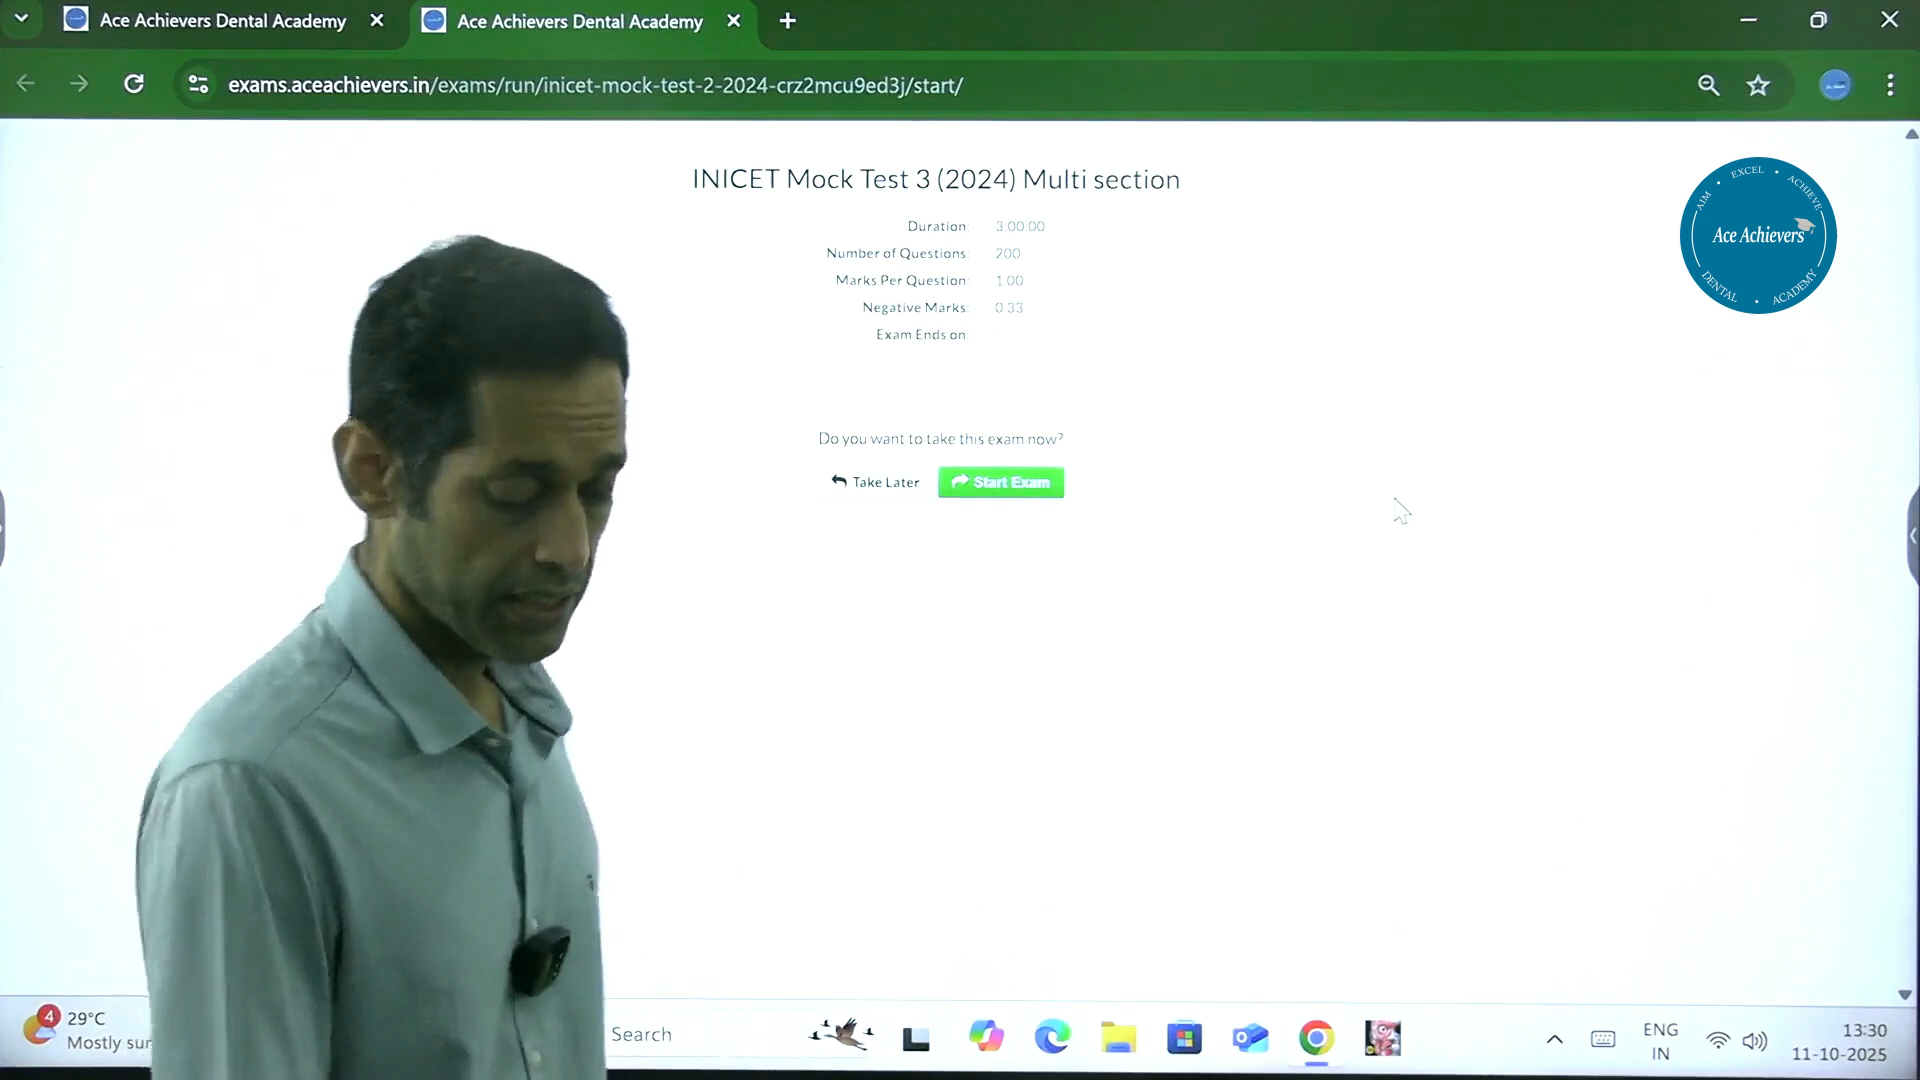 Ace Achievers Dental Academy
Ace Achievers Dental Academy
exams.aceachievers.in/exams/run/inicet-mock-test-2-2024-crz2mcu9ed3j/start/
INICET Mock Test 3 (2024) Multi section
Duration: 3:00:00
Number of Questions: 200
Marks Per Question: 1.00
Negative Marks: 0.33
Exam Ends on:
Do you want to take this exam now?
Take Later
Start Exam
AIM • EXCEL • ACHIEVE
Ace Achievers
DENTAL • ACADEMY
4
29°C
Mostly sun
Search
ENG
IN
13:30
11-10-2025